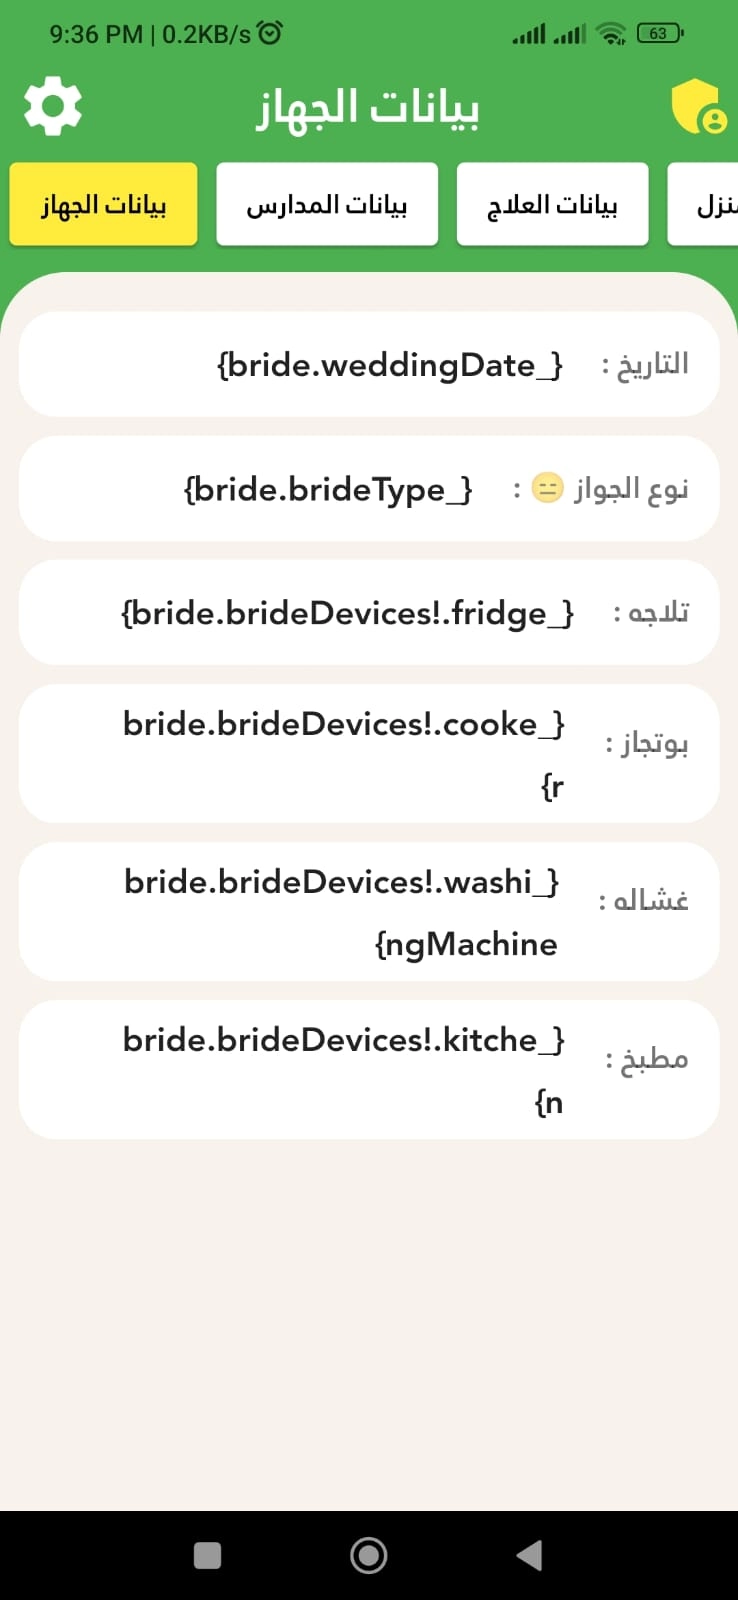 9:36 PM | 0.2KB/s
63
بيانات الجهاز
بيانات الجهاز
بيانات المدارس
بيانات العلاج
نزل
التاريخ :
{bride.weddingDate_}
نوع الجواز 😑 :
{bride.brideType_}
تلاجه :
{bride.brideDevices!.fridge_}
بوتجاز :
bride.brideDevices!.cooke_}
{r
غشاله :
bride.brideDevices!.washi_}
{ngMachine
مطبخ :
bride.brideDevices!.kitche_}
{n